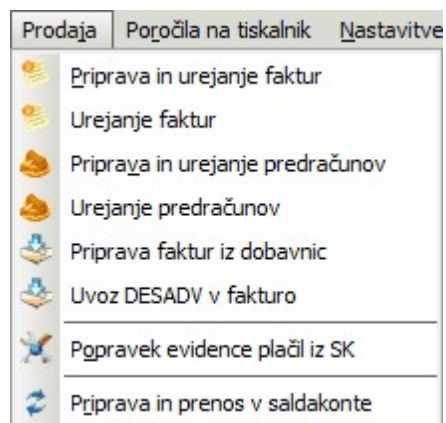 Prodaja Poročila na tiskalnik Nastavitve
Priprava in urejanje faktur
Urejanje faktur
Priprava in urejanje predračunov
Urejanje predračunov
Priprava faktur iz dobavnic
Uvoz DESADV v fakturo
Popravek evidence plačil iz SK
Priprava in prenos v saldakonte